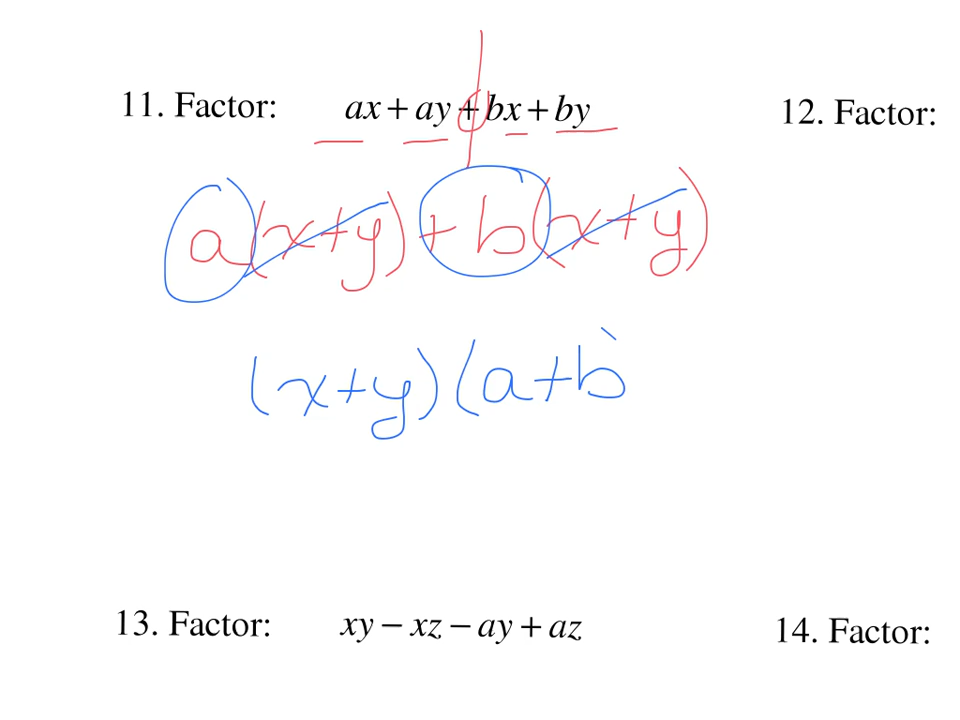 11. Factor: ax + ay + bx + by
12. Factor:
a(x+y) + b(x+y)
(x+y)(a+b
13. Factor: xy − xz − ay + az
14. Factor: